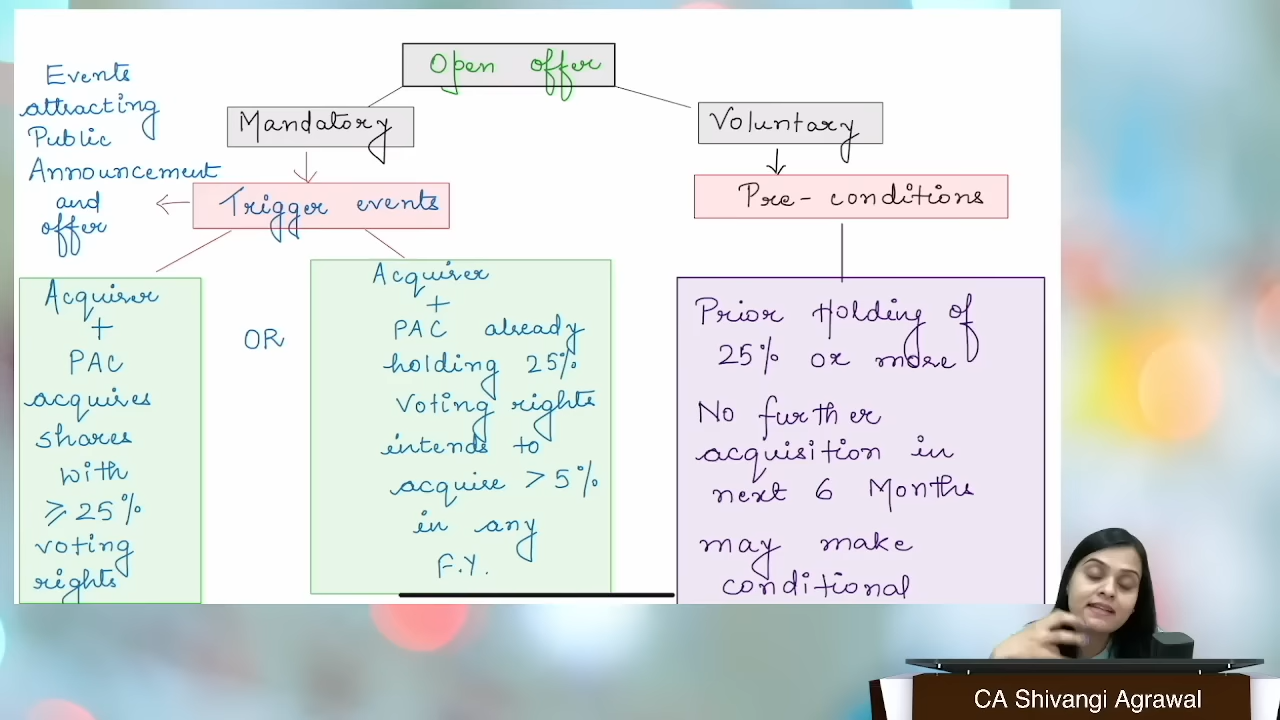 Open offer
Events
attracting
Public
Announcement
and
offer
Mandatory
Trigger events
Acquirer
+
PAC
acquires
shares
with
≥ 25%
voting
rights
OR
Acquirer
+
PAC already
holding 25%
Voting rights
intends to
acquire > 5%
in any
F.Y.
Voluntary
Pre-conditions
Prior Holding of
25% or more
No further
acquisition in
next 6 Months
may make
conditional
CA Shivangi Agrawal